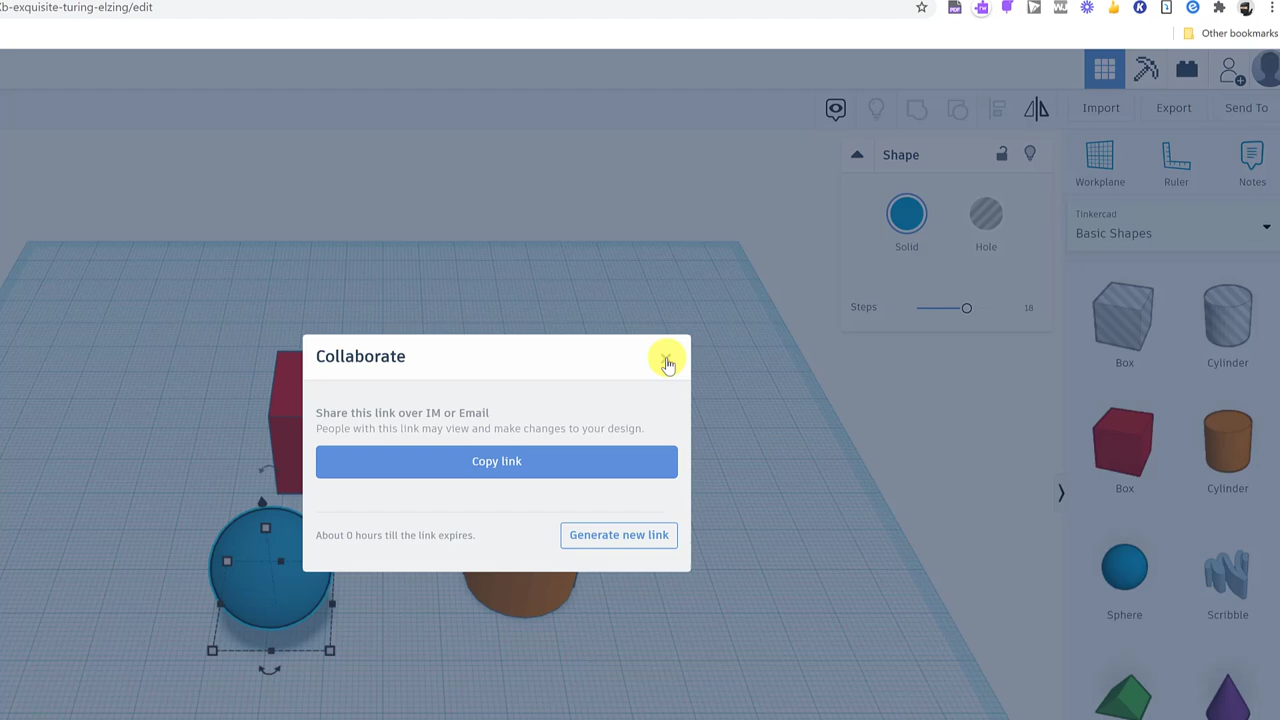 b-exquisite-turing-elzing/edit
Other bookmarks
Import
Export
Send To
Shape
Workplane
Ruler
Notes
Solid
Hole
Tinkercad
Basic Shapes
Steps
18
Box
Cylinder
Collaborate
Share this link over IM or Email
People with this link may view and make changes to your design.
Copy link
Box
Cylinder
About 0 hours till the link expires.
Generate new link
Sphere
Scribble